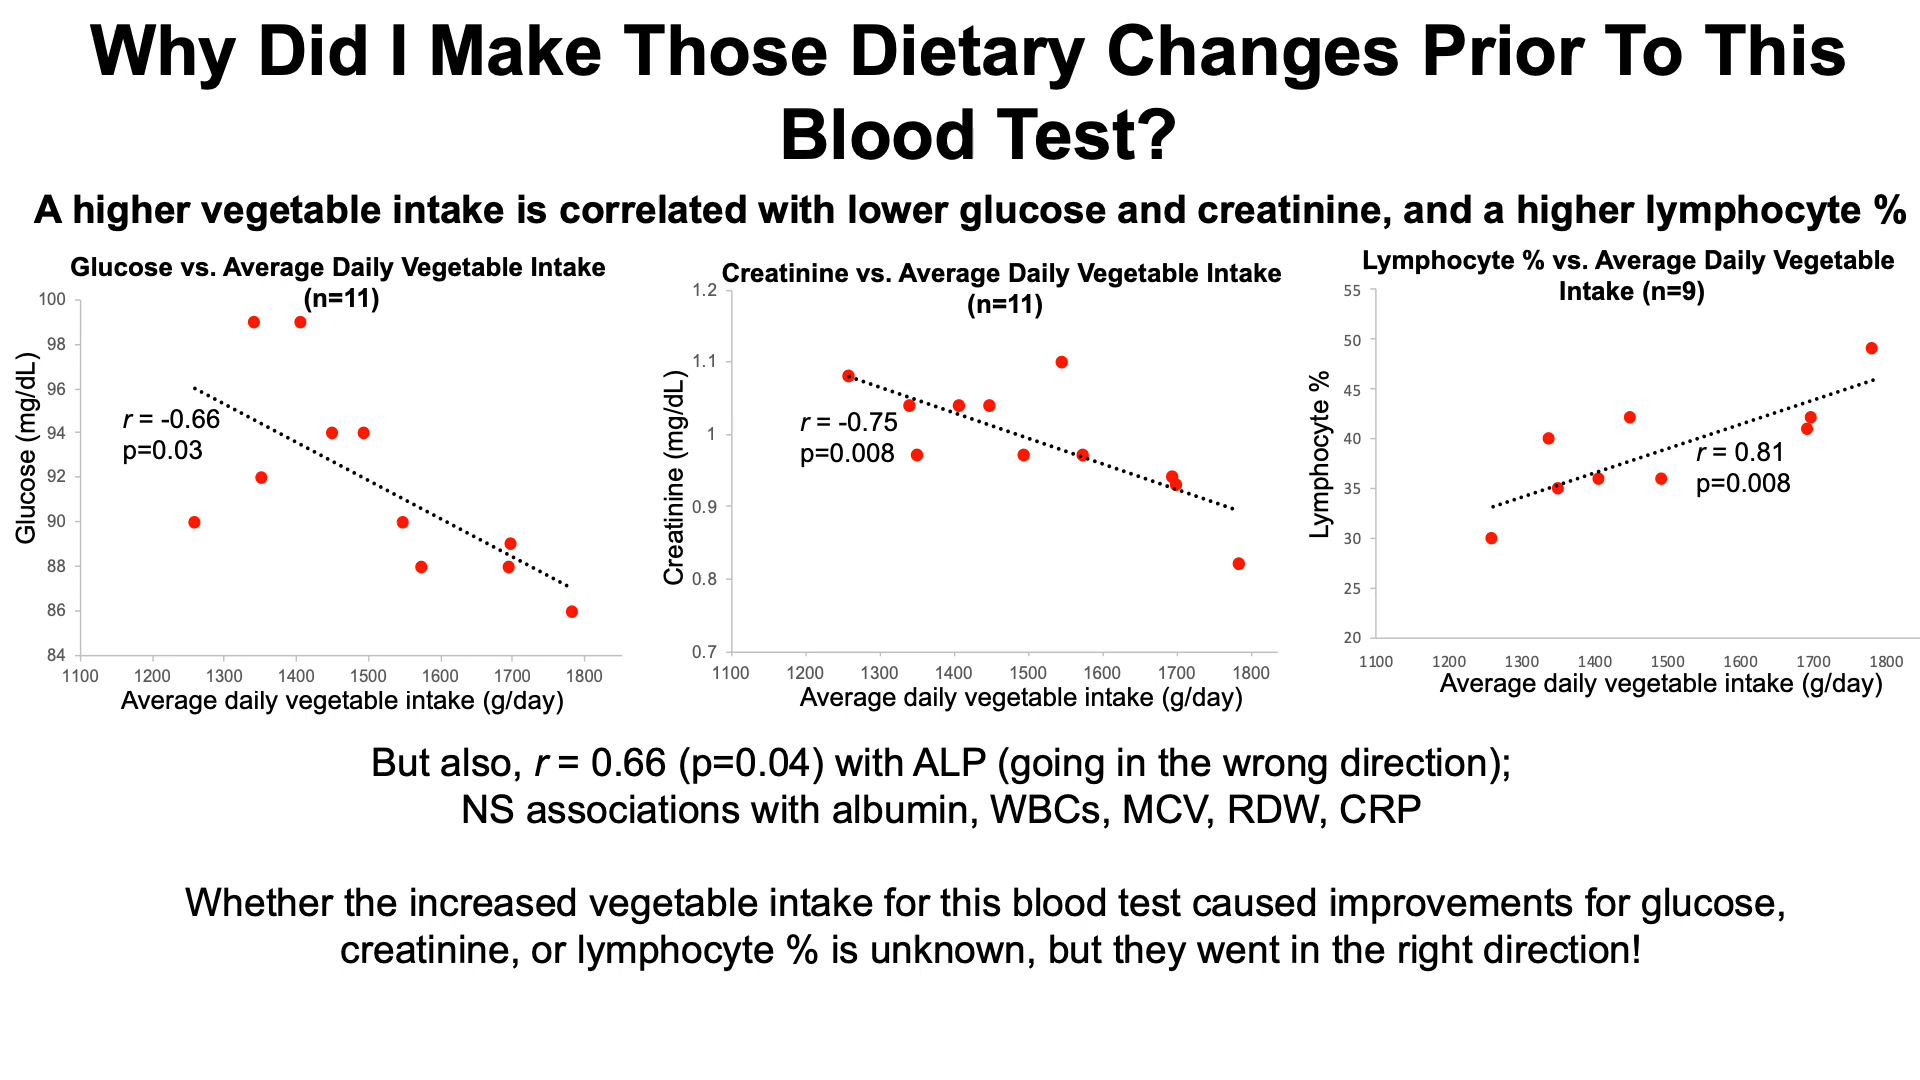 Why Did I Make Those Dietary Changes Prior To This
Blood Test?
A higher vegetable intake is correlated with lower glucose and creatinine, and a higher lymphocyte %
Glucose vs. Average Daily Vegetable Intake
(n=11)
Glucose (mg/dL)
100
98
96
94
92
90
88
86
84
r = -0.66
p=0.03
1100 1200 1300 1400 1500 1600 1700 1800
Average daily vegetable intake (g/day)
Creatinine vs. Average Daily Vegetable Intake
(n=11)
Creatinine (mg/dL)
1.2
1.1
1
0.9
0.8
0.7
r = -0.75
p=0.008
1100 1200 1300 1400 1500 1600 1700 1800
Average daily vegetable intake (g/day)
Lymphocyte % vs. Average Daily Vegetable
Intake (n=9)
Lymphocyte %
55
50
45
40
35
30
25
20
r = 0.81
p=0.008
1100 1200 1300 1400 1500 1600 1700 1800
Average daily vegetable intake (g/day)
But also, r = 0.66 (p=0.04) with ALP (going in the wrong direction);
NS associations with albumin, WBCs, MCV, RDW, CRP
Whether the increased vegetable intake for this blood test caused improvements for glucose,
creatinine, or lymphocyte % is unknown, but they went in the right direction!